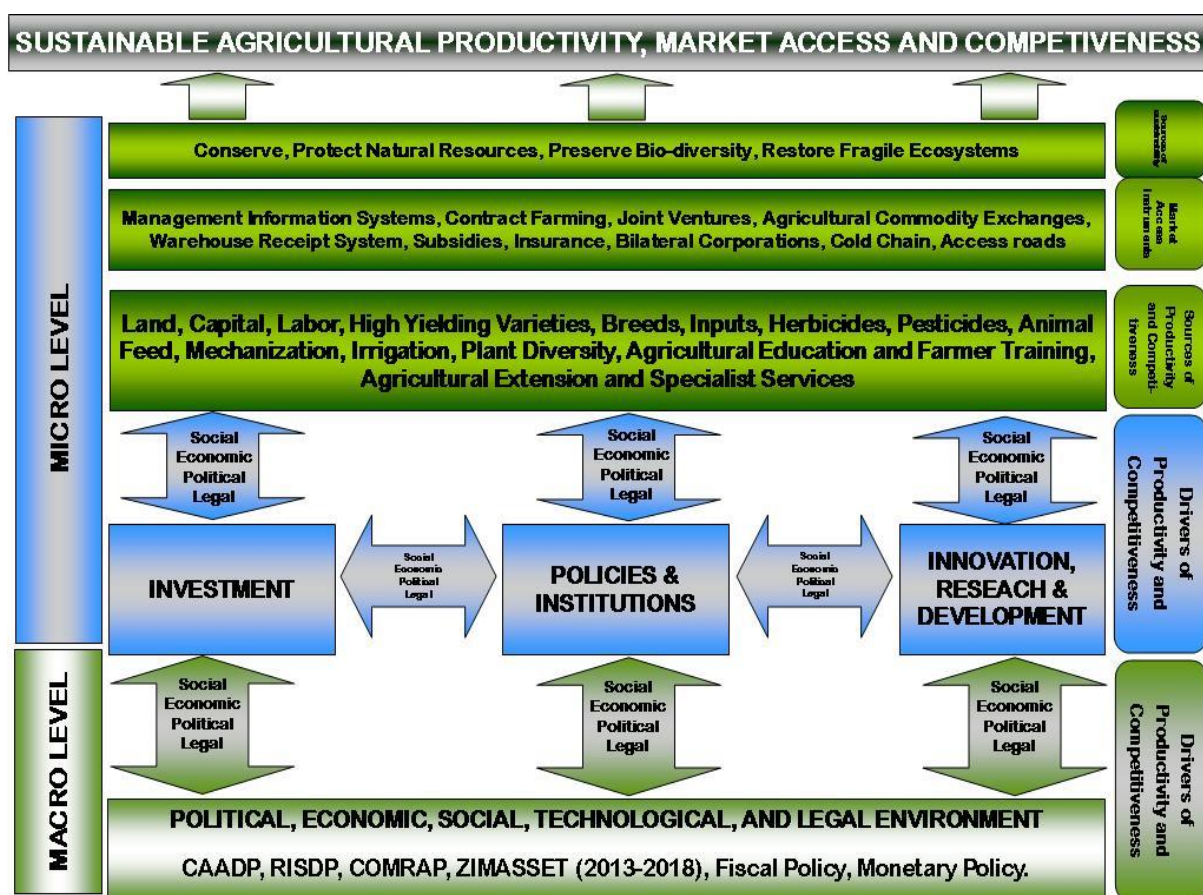 SUSTAINABLE AGRICULTURAL PRODUCTIVITY, MARKET ACCESS AND COMPETIVENESS
MICRO LEVEL
Conserve, Protect Natural Resources, Preserve Bio-diversity, Restore Fragile Ecosystems
Sources of
Management Information Systems, Contract Farming, Joint Ventures, Agricultural Commodity Exchanges,
Warehouse Receipt System, Subsidies, Insurance, Bilateral Corporations, Cold Chain, Access roads
Market
Access
Instruments
Land, Capital, Labor, High Yielding Varieties, Breeds, Inputs, Herbicides, Pesticides, Animal
Feed, Mechanization, Irrigation, Plant Diversity, Agricultural Education and Farmer Training,
Agricultural Extension and Specialist Services
Sources of
Productivity
and Competi-
tiveness
Social
Economic
Political
Legal
Social
Economic
Political
Legal
Social
Economic
Political
Legal
INVESTMENT
Social
Economic
Political
Legal
POLICIES &
INSTITUTIONS
Social
Economic
Political
Legal
INNOVATION,
RESEACH &
DEVELOPMENT
Drivers of
Productivity and
Competitiveness
MACRO LEVEL
Social
Economic
Political
Legal
Social
Economic
Political
Legal
Social
Economic
Political
Legal
Drivers of
Productivity and
Competitiveness
POLITICAL, ECONOMIC, SOCIAL, TECHNOLOGICAL, AND LEGAL ENVIRONMENT
CAADP, RISDP, COMRAP, ZIMASSET (2013-2018), Fiscal Policy, Monetary Policy.